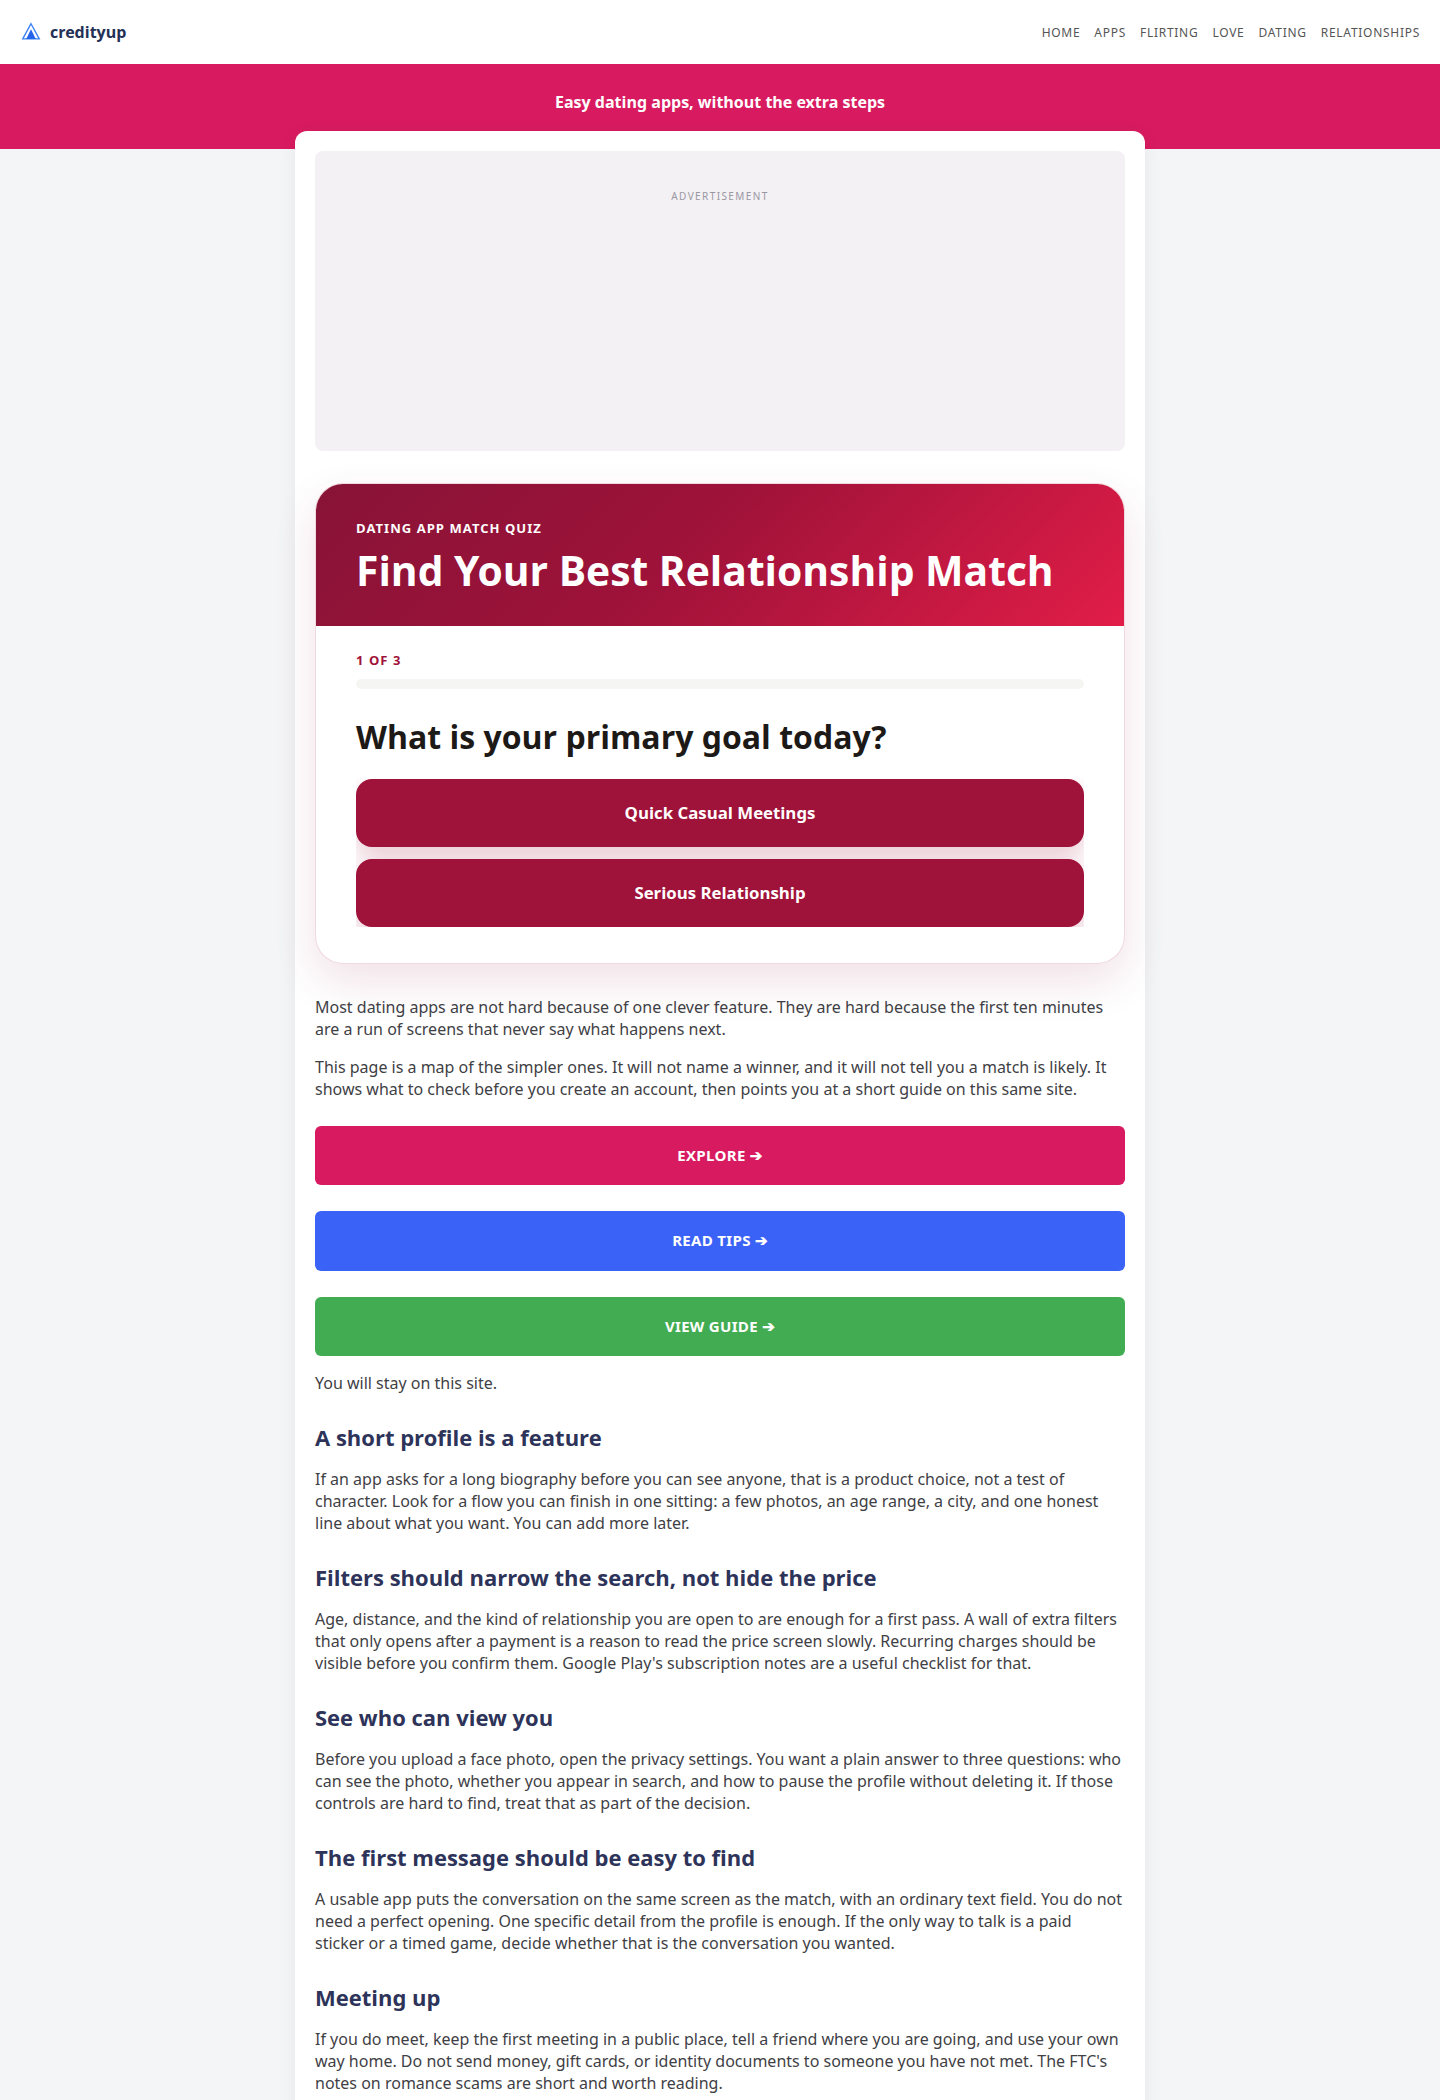 credityup
HOME APPS FLIRTING LOVE DATING RELATIONSHIPS
Easy dating apps, without the extra steps
ADVERTISEMENT
DATING APP MATCH QUIZ
Find Your Best Relationship Match
1 OF 3
What is your primary goal today?
Quick Casual Meetings
Serious Relationship
Most dating apps are not hard because of one clever feature. They are hard because the first ten minutes
are a run of screens that never say what happens next.
This page is a map of the simpler ones. It will not name a winner, and it will not tell you a match is likely. It
shows what to check before you create an account, then points you at a short guide on this same site.
EXPLORE ➔
READ TIPS ➔
VIEW GUIDE ➔
You will stay on this site.
A short profile is a feature
If an app asks for a long biography before you can see anyone, that is a product choice, not a test of
character. Look for a flow you can finish in one sitting: a few photos, an age range, a city, and one honest
line about what you want. You can add more later.
Filters should narrow the search, not hide the price
Age, distance, and the kind of relationship you are open to are enough for a first pass. A wall of extra filters
that only opens after a payment is a reason to read the price screen slowly. Recurring charges should be
visible before you confirm them. Google Play's subscription notes are a useful checklist for that.
See who can view you
Before you upload a face photo, open the privacy settings. You want a plain answer to three questions: who
can see the photo, whether you appear in search, and how to pause the profile without deleting it. If those
controls are hard to find, treat that as part of the decision.
The first message should be easy to find
A usable app puts the conversation on the same screen as the match, with an ordinary text field. You do not
need a perfect opening. One specific detail from the profile is enough. If the only way to talk is a paid
sticker or a timed game, decide whether that is the conversation you wanted.
Meeting up
If you do meet, keep the first meeting in a public place, tell a friend where you are going, and use your own
way home. Do not send money, gift cards, or identity documents to someone you have not met. The FTC's
notes on romance scams are short and worth reading.